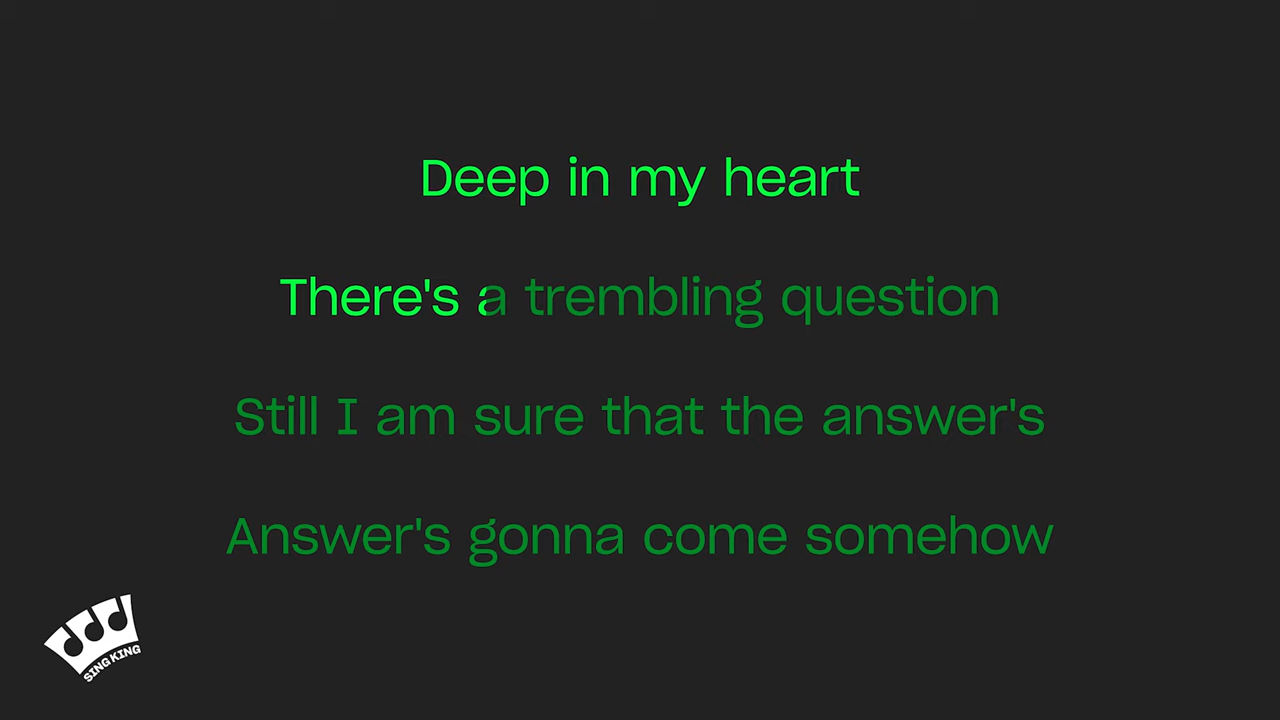 Deep in my heart
There's a trembling question
Still I am sure that the answer's
Answer's gonna come somehow
SING KING